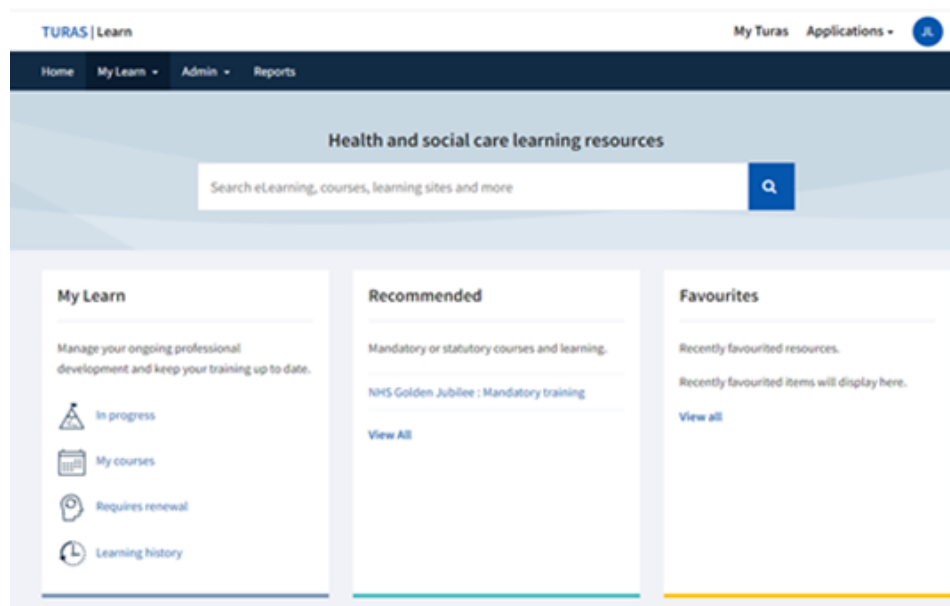 TURAS | Learn
My Turas Applications
JL
Home My Learn Admin Reports
Health and social care learning resources
Search eLearning, courses, learning sites and more
My Learn
Manage your ongoing professional
development and keep your training up to date.
In progress
My courses
Requires renewal
Learning history
Recommended
Mandatory or statutory courses and learning.
NHS Golden Jubilee : Mandatory training
View All
Favourites
Recently favourited resources.
Recently favourited items will display here.
View all